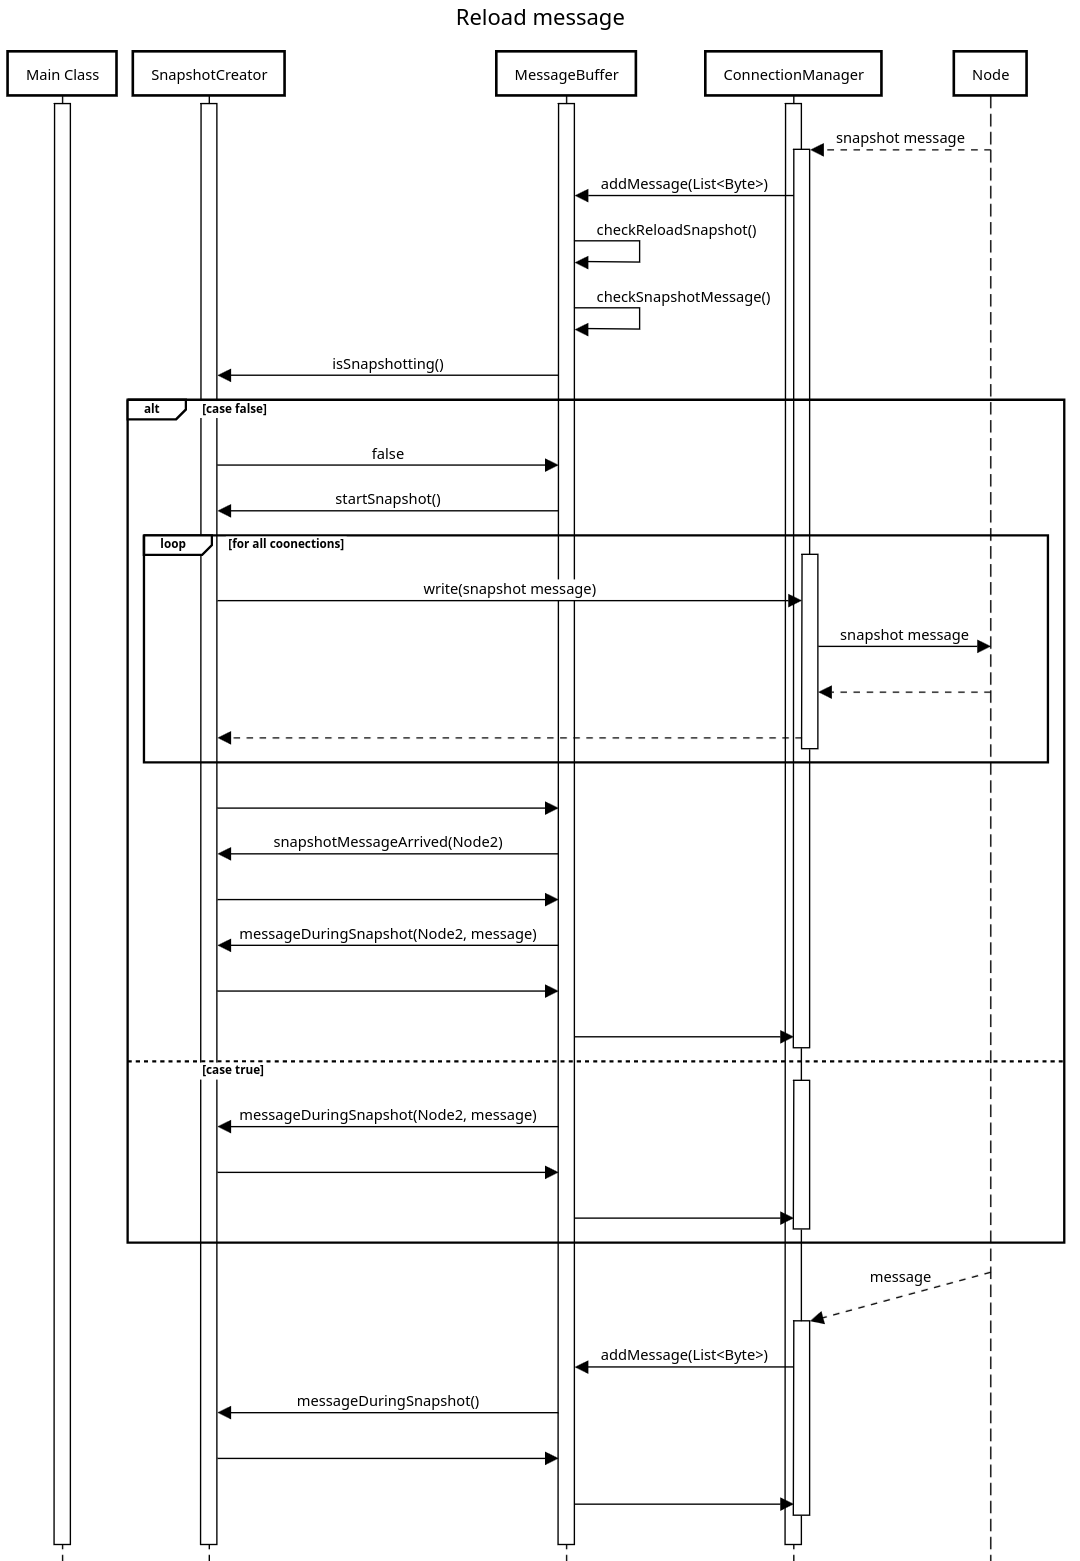 Reload message
Main Class
SnapshotCreator
MessageBuffer
ConnectionManager
Node
snapshot message
addMessage(List<Byte>)
checkReloadSnapshot()
checkSnapshotMessage()
isSnapshotting()
alt [case false]
false
startSnapshot()
loop [for all coonections]
write(snapshot message)
snapshot message
snapshotMessageArrived(Node2)
messageDuringSnapshot(Node2, message)
[case true]
messageDuringSnapshot(Node2, message)
message
addMessage(List<Byte>)
messageDuringSnapshot()